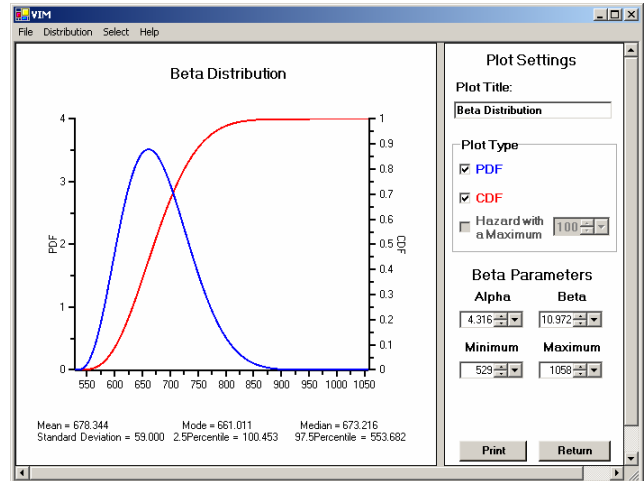 VIM
File Distribution Select Help
Beta Distribution
4
3
2
1
0
PDF
1
0.9
0.8
0.7
0.6
0.5
0.4
0.3
0.2
0.1
0
CDF
550 600 650 700 750 800 850 900 950 1000 1050
Mean = 678.344 Mode = 661.011 Median = 673.216
Standard Deviation = 59.000 2.5Percentile = 100.453 97.5Percentile = 553.682
Plot Settings
Plot Title:
Beta Distribution
Plot Type
PDF
CDF
Hazard with
a Maximum 100
Beta Parameters
Alpha Beta
4.316 10.972
Minimum Maximum
529 1058
Print Return